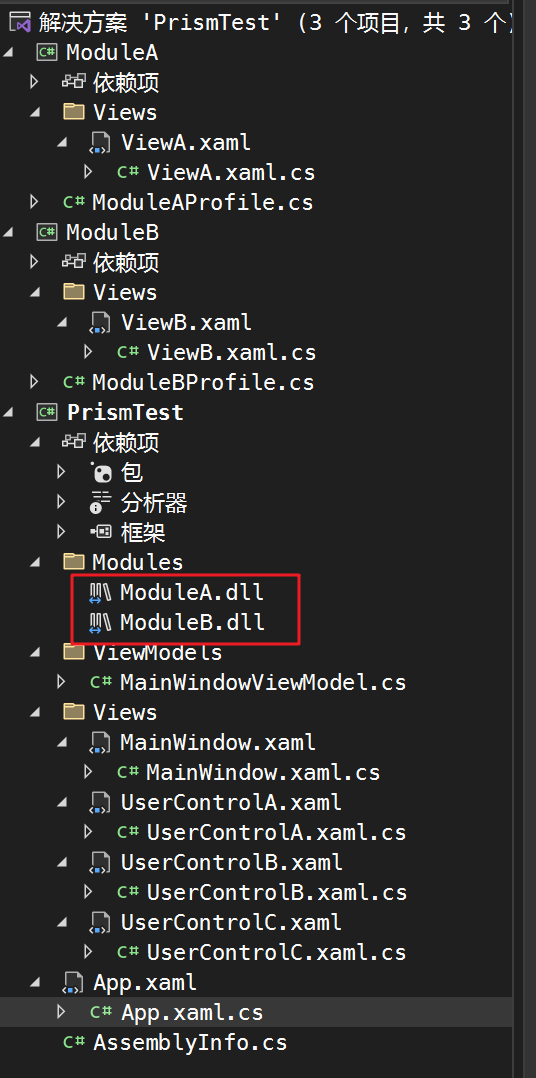 解决方案 'PrismTest' (3 个项目, 共 3 个)
C# ModuleA
依赖项
Views
ViewA.xaml
C# ViewA.xaml.cs
C# ModuleAProfile.cs
C# ModuleB
依赖项
Views
ViewB.xaml
C# ViewB.xaml.cs
C# ModuleBProfile.cs
C# PrismTest
依赖项
包
分析器
框架
Modules
ModuleA.dll
ModuleB.dll
ViewModels
C# MainWindowViewModel.cs
Views
MainWindow.xaml
C# MainWindow.xaml.cs
UserControlA.xaml
C# UserControlA.xaml.cs
UserControlB.xaml
C# UserControlB.xaml.cs
UserControlC.xaml
C# UserControlC.xaml.cs
App.xaml
C# App.xaml.cs
C# AssemblyInfo.cs